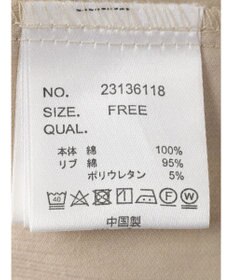 NO. 23136118
SIZE. FREE
QUAL.
本体 綿 100%
リブ 綿 95%
ポリウレタン 5%
40
P W
中国製